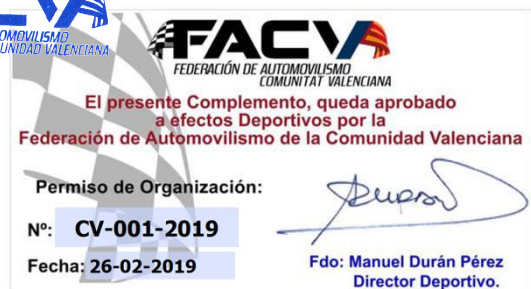 OMOVILISMO
UNIDAD VALENCIANA
FACV
FEDERACIÓN DE AUTOMOVILISMO
COMUNITAT VALENCIANA
El presente Complemento, queda aprobado
a efectos Deportivos por la
Federación de Automovilismo de la Comunidad Valenciana
Permiso de Organización:
Nº: CV-001-2019
Fecha: 26-02-2019
Fdo: Manuel Durán Pérez
Director Deportivo.